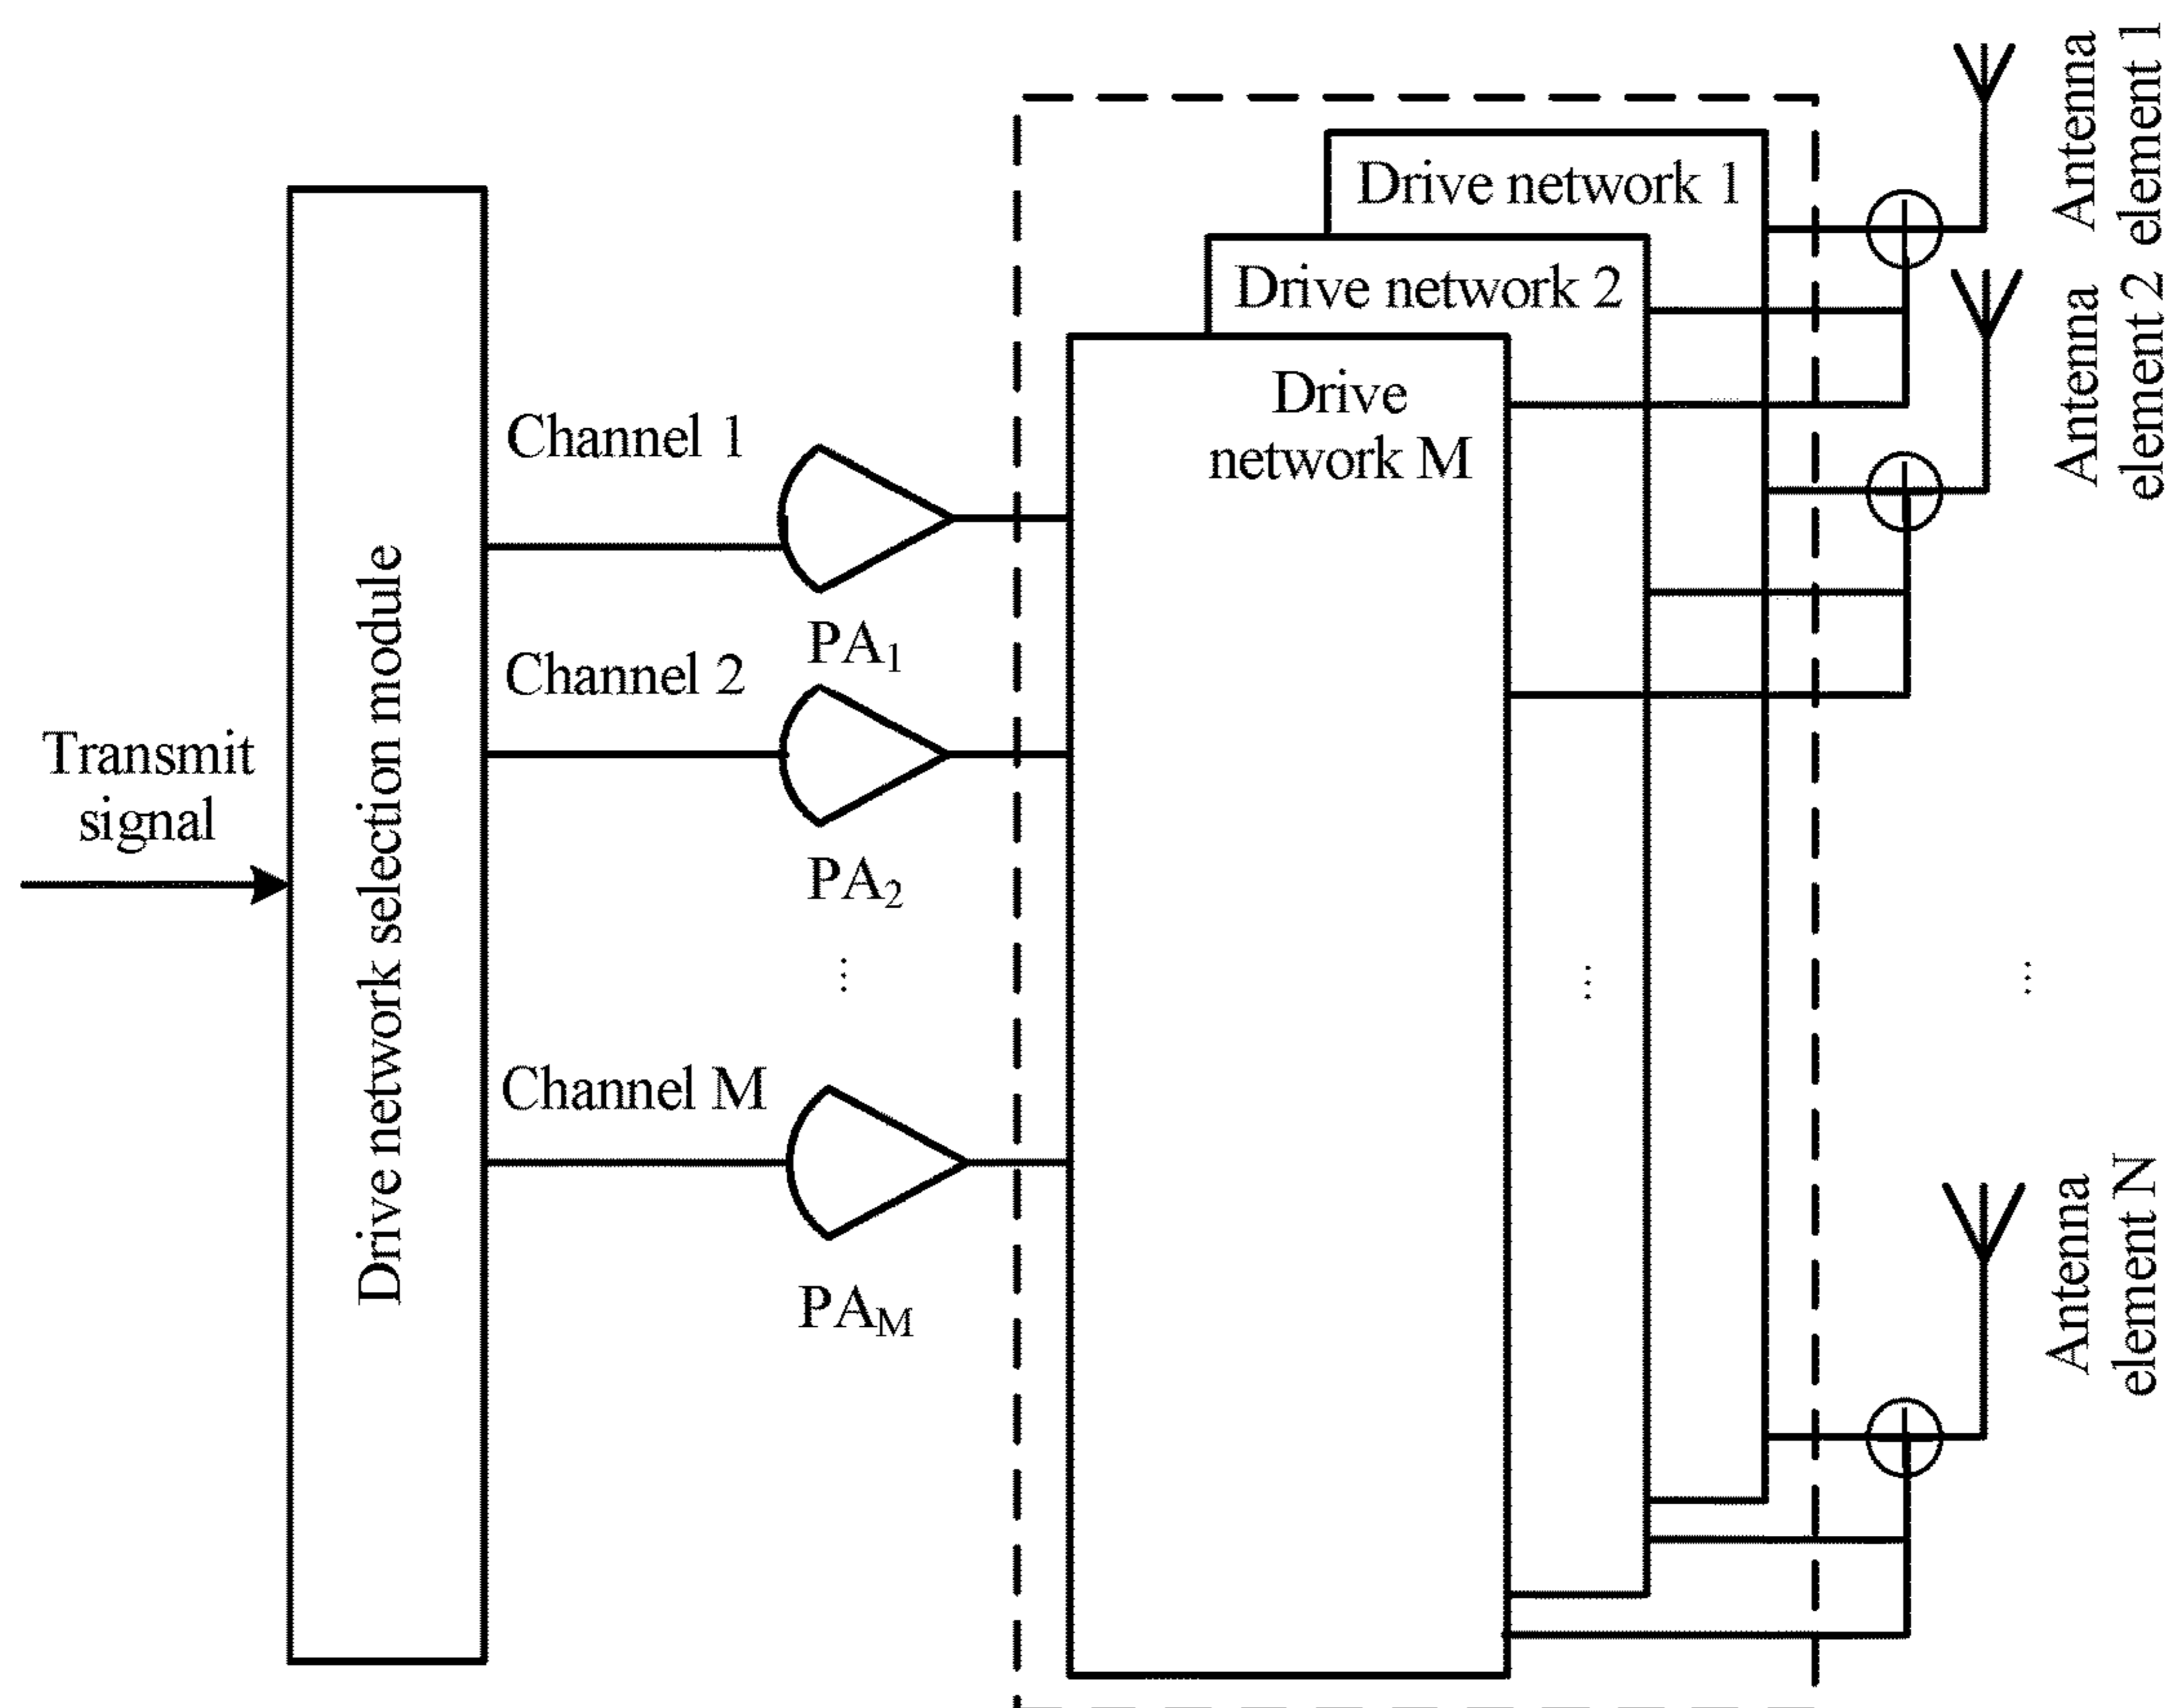 Transmit
signal
Drive network selection module
Channel 1
PA₁
Channel 2
PA₂
...
Channel M
PA_M
Drive network 1
Drive network 2
Drive
network M
...
Antenna
element 1
Antenna
element 2
...
Antenna
element N